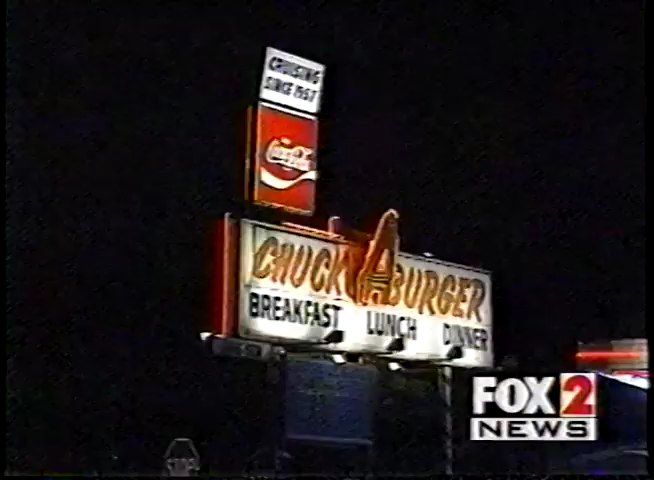 CRUISING
SINCE 1957
Coca-Cola
CHUCK A BURGER
BREAKFAST LUNCH DINNER
FOX 2
NEWS
STOP